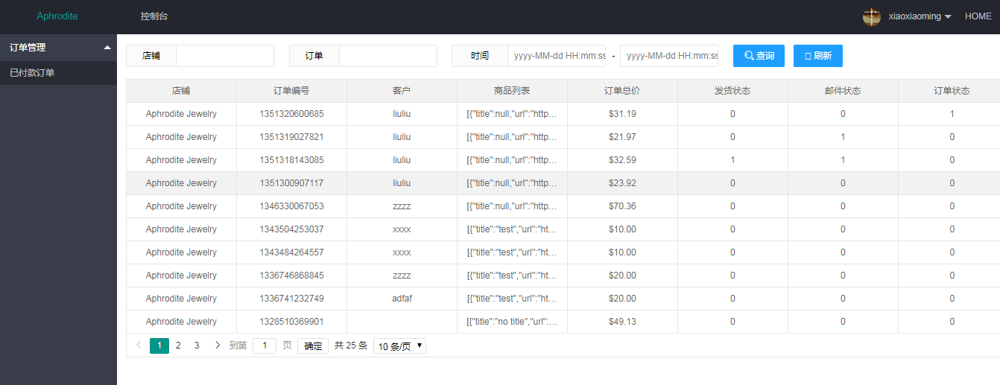 Aphrodite 控制台 xiaoxiaoming HOME
订单管理
已付款订单
店铺 订单 时间 yyyy-MM-dd HH:mm:ss - yyyy-MM-dd HH:mm:ss 查询 刷新
店铺 订单编号 客户 商品列表 订单总价 发货状态 邮件状态 订单状态
Aphrodite Jewelry 1351320600685 liuliu [{"title":null,"url":"http... $31.19 0 0 1
Aphrodite Jewelry 1351319027821 liuliu [{"title":null,"url":"http... $21.97 0 1 0
Aphrodite Jewelry 1351318143085 liuliu [{"title":null,"url":"http... $32.59 1 1 0
Aphrodite Jewelry 1351300907117 liuliu [{"title":null,"url":"http... $23.92 0 0 0
Aphrodite Jewelry 1346330067053 zzzz [{"title":null,"url":"http... $70.36 0 0 0
Aphrodite Jewelry 1343504253037 xxxx [{"title":"test","url":"ht... $10.00 0 0 0
Aphrodite Jewelry 1343484264557 xxxx [{"title":"test","url":"ht... $10.00 0 0 0
Aphrodite Jewelry 1336746868845 zzzz [{"title":"test","url":"ht... $20.00 0 0 0
Aphrodite Jewelry 1336741232749 adfaf [{"title":"test","url":"ht... $20.00 0 0 0
Aphrodite Jewelry 1328510369901 [{"title":"no title","url":... $49.13 0 0 0
1 2 3 到第 1 页 确定 共 25 条 10 条/页